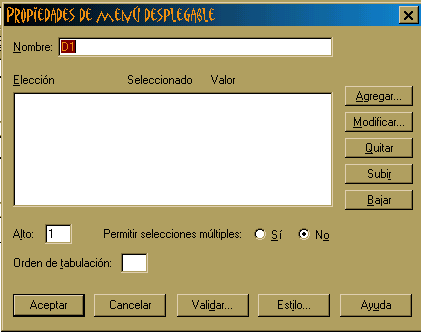 Propiedades de menú desplegable
Nombre: D1
Elección Seleccionado Valor
Agregar...
Modificar...
Quitar
Subir
Bajar
Alto: 1 Permitir selecciones múltiples: Sí No
Orden de tabulación:
Aceptar Cancelar Validar... Estilo... Ayuda